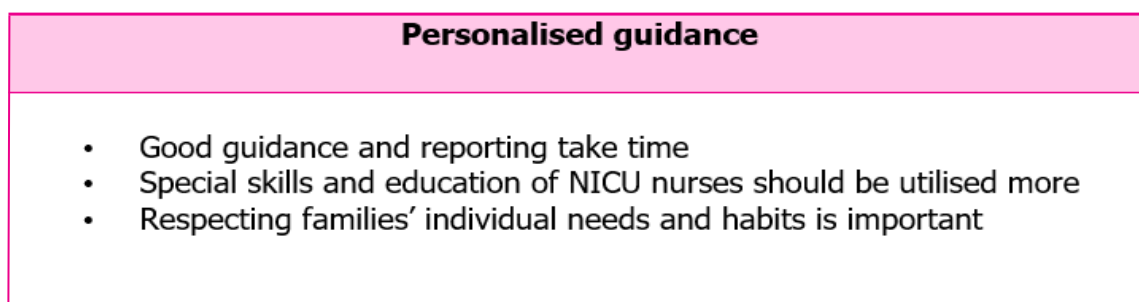 Personalised guidance
• Good guidance and reporting take time
• Special skills and education of NICU nurses should be utilised more
• Respecting families’ individual needs and habits is important